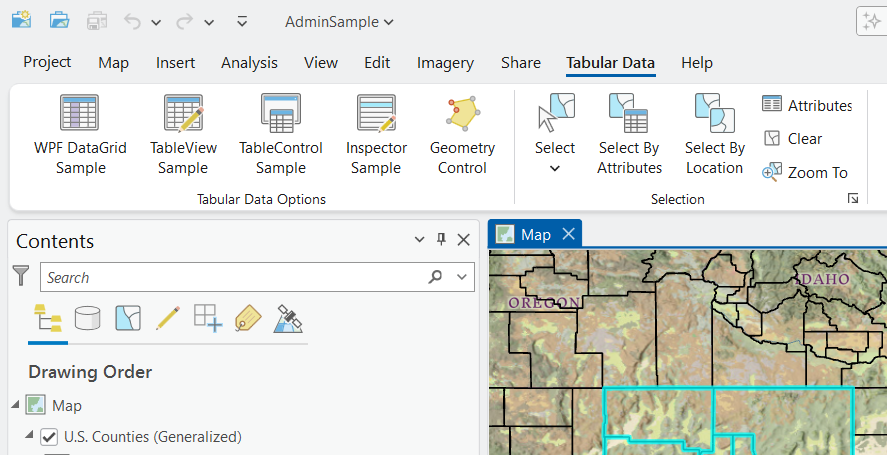 AdminSample
Project Map Insert Analysis View Edit Imagery Share Tabular Data Help
WPF DataGrid Sample
TableView Sample
TableControl Sample
Inspector Sample
Geometry Control
Tabular Data Options
Select
Select By Attributes
Select By Location
Attributes
Clear
Zoom To
Selection
Contents
Search
Drawing Order
Map
U.S. Counties (Generalized)
Map
OREGON
IDAHO